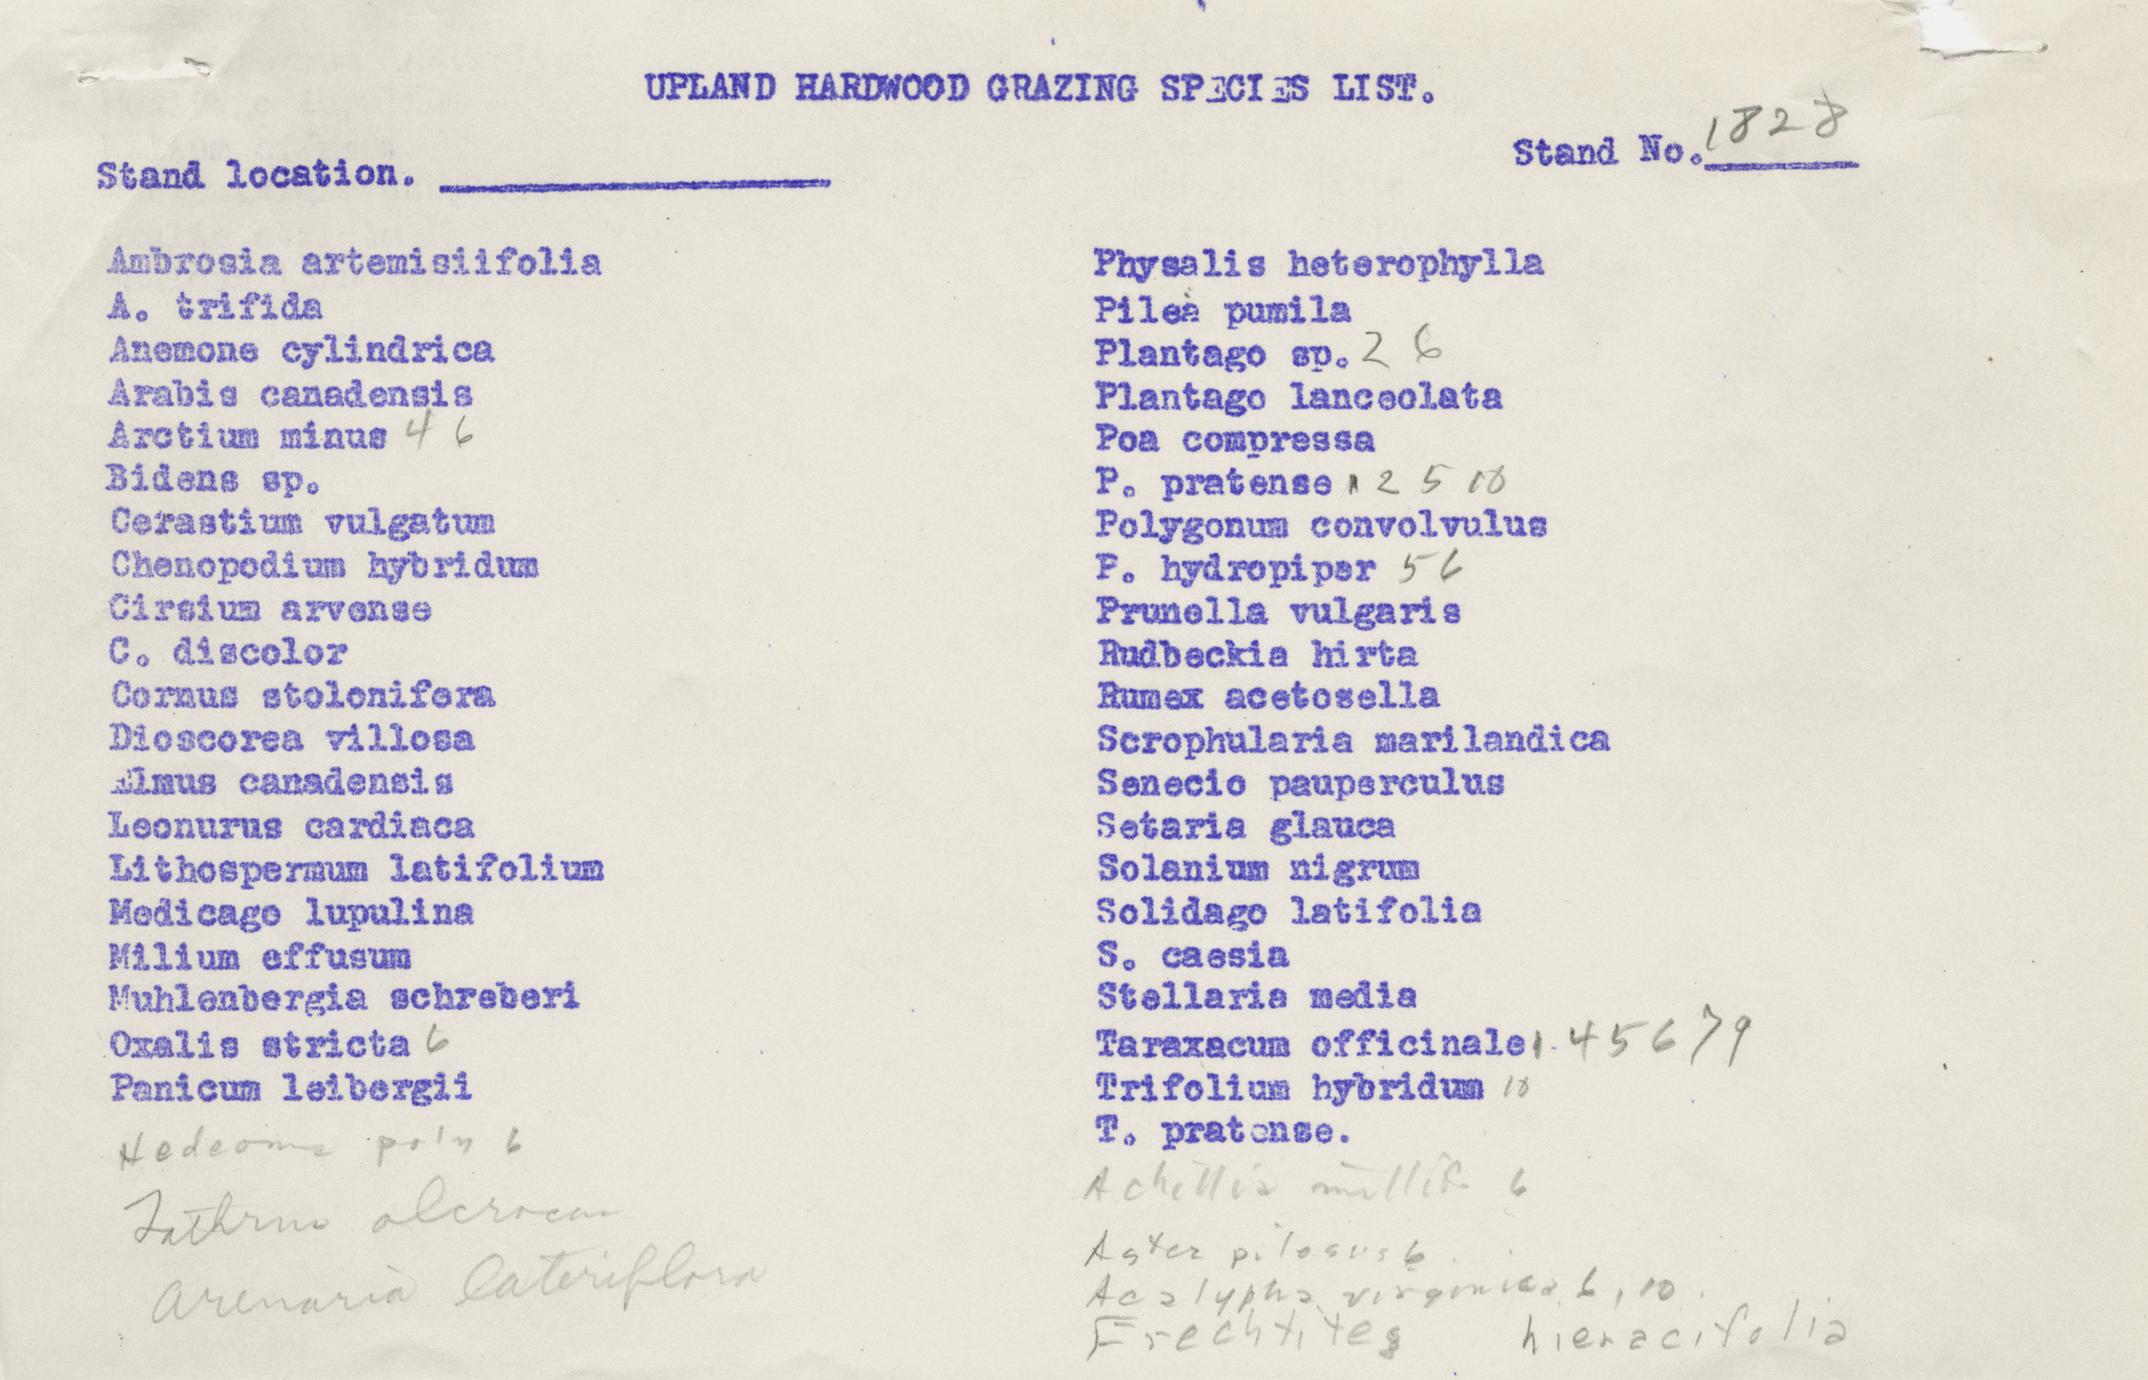 UPLAND HARDWOOD GRAZING SPECIES LIST.
Stand No. 1828
Stand location.
Ambrosia artemisiifolia
A. trifida
Anemone cylindrica
Arabis canadensis
Arctium minus 4 6
Bidens sp.
Cerastium vulgatum
Chenopodium hybridum
Cirsium arvense
C. discolor
Cornus stolonifera
Dioscorea villosa
Elmus canadensis
Leonurus cardiaca
Lithospermum latifolium
Medicago lupulina
Milium effusum
Muhlenbergia schreberi
Oxalis stricta 6
Panicum leibergii
Hedeoma poly 6
Arenaria lateriflora
Physalis heterophylla
Pilea pumila
Plantago sp. 2 6
Plantago lanceolata
Poa compressa
P. pratense 1 2 5 10
Polygonum convolvulus
P. hydropiper 5 6
Prunella vulgaris
Rudbeckia hirta
Rumex acetosella
Scrophularia marilandica
Senecio pauperculus
Setaria glauca
Solanium nigrum
Solidago latifolia
S. caesia
Stellaria media
Taraxacum officinale 1 4 5 6 7 9
Trifolium hybridum 10
T. pratense.
Achillia millif 6
Aster pilosus 6
Acalypha virginica 6, 10
Erechtites hieracifolia